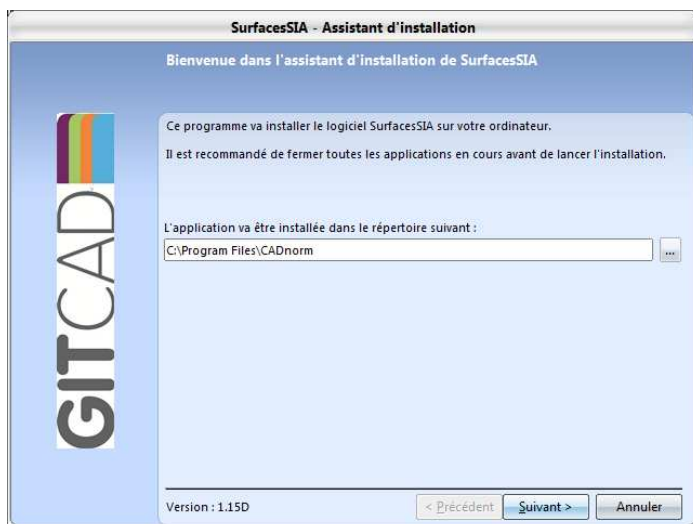 SurfacesSIA - Assistant d'installation
Bienvenue dans l'assistant d'installation de SurfacesSIA
GITCAD
Ce programme va installer le logiciel SurfacesSIA sur votre ordinateur.
Il est recommandé de fermer toutes les applications en cours avant de lancer l'installation.
L'application va être installée dans le répertoire suivant :
C:\Program Files\CADnorm
...
Version : 1.15D
< Précédent
Suivant >
Annuler